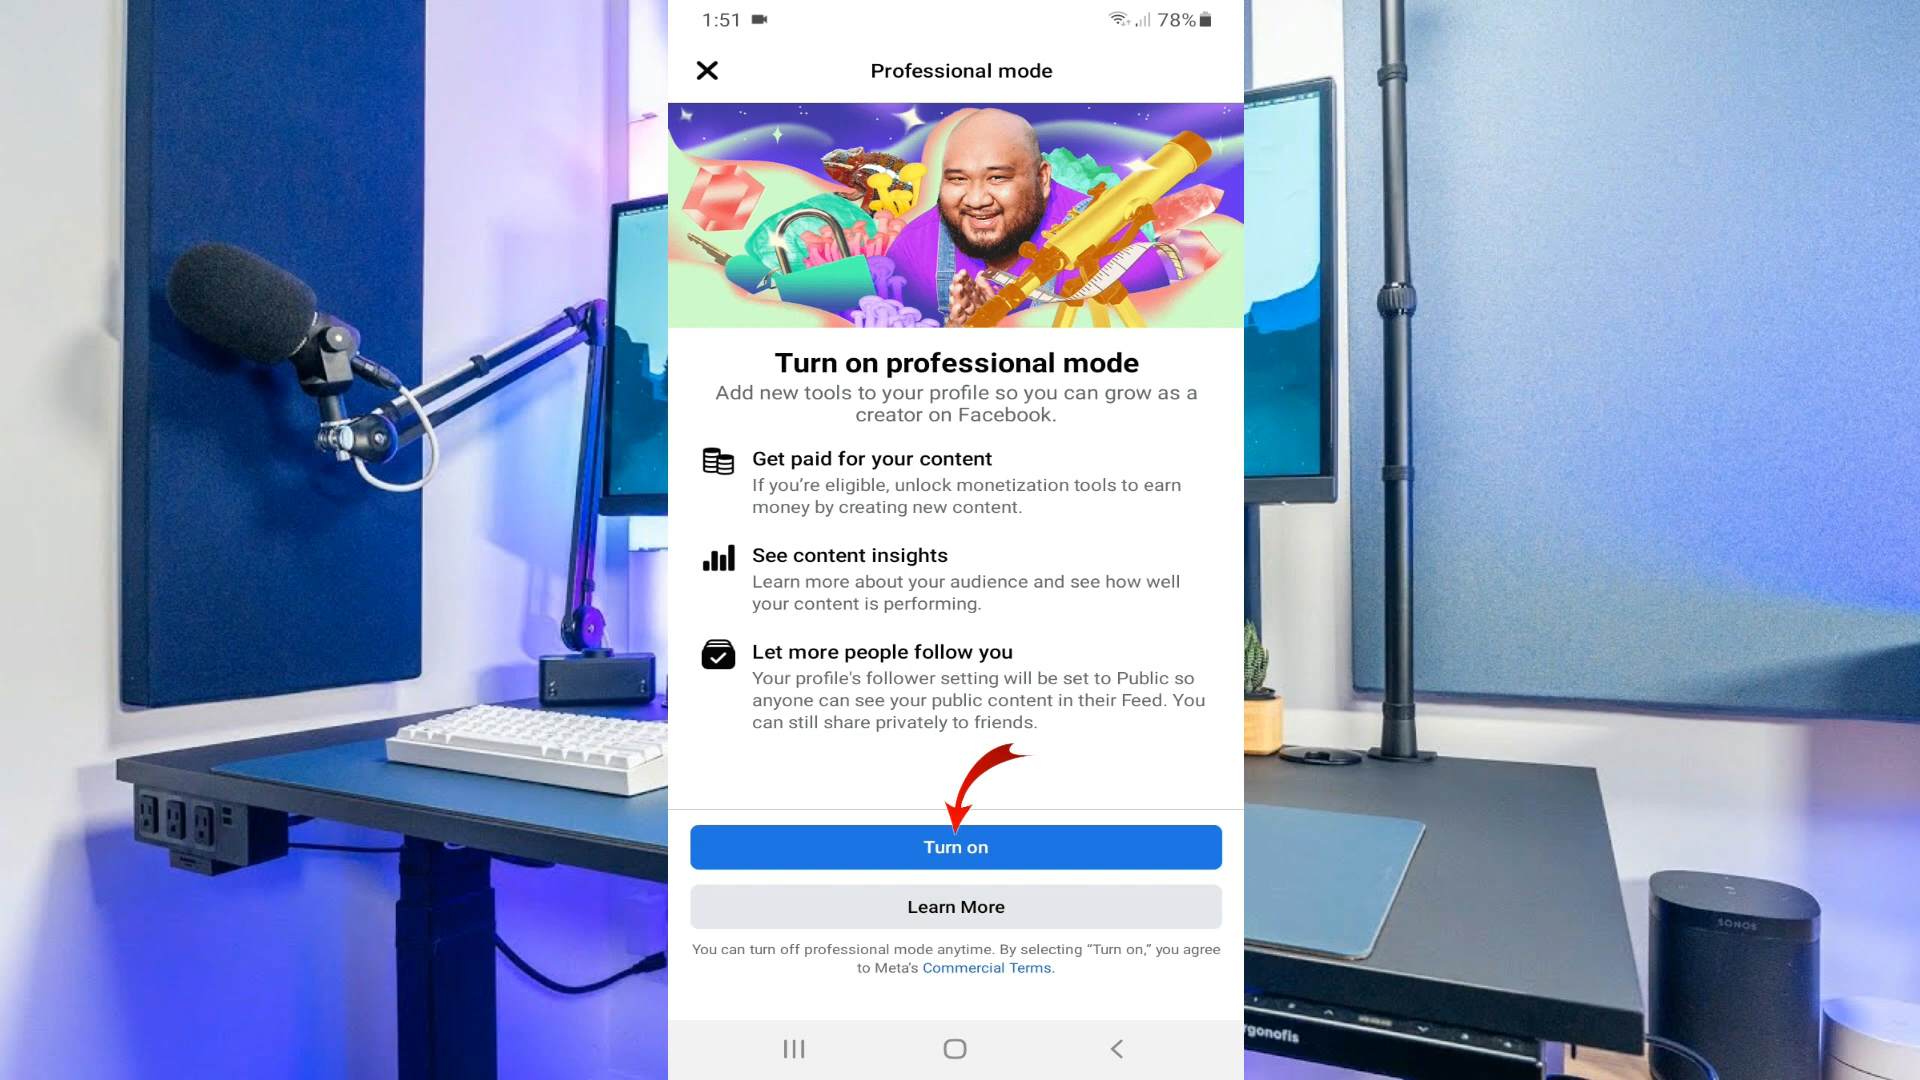 1:51
78%
Professional mode
Turn on professional mode
Add new tools to your profile so you can grow as a
creator on Facebook.
Get paid for your content
If you’re eligible, unlock monetization tools to earn
money by creating new content.
See content insights
Learn more about your audience and see how well
your content is performing.
Let more people follow you
Your profile's follower setting will be set to Public so
anyone can see your public content in their Feed. You
can still share privately to friends.
Turn on
Learn More
You can turn off professional mode anytime. By selecting “Turn on,” you agree
to Meta’s Commercial Terms.
SONOS
rgonofis